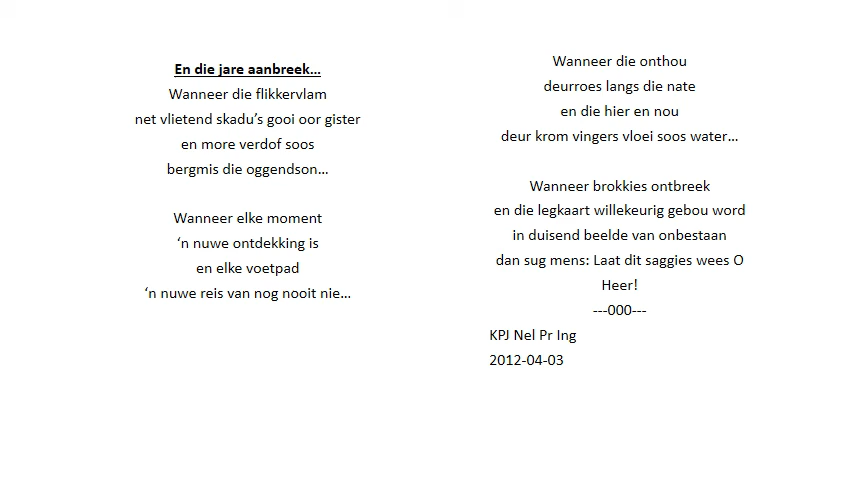 En die jare aanbreek…
Wanneer die flikkervlam
net vlietend skadu’s gooi oor gister
en more verdof soos
bergmis die oggendson…
Wanneer elke moment
‘n nuwe ontdekking is
en elke voetpad
‘n nuwe reis van nog nooit nie…
Wanneer die onthou
deurroes langs die nate
en die hier en nou
deur krom vingers vloei soos water…
Wanneer brokkies ontbreek
en die legkaart willekeurig gebou word
in duisend beelde van onbestaan
dan sug mens: Laat dit saggies wees O
Heer!
---000---
KPJ Nel Pr Ing
2012-04-03